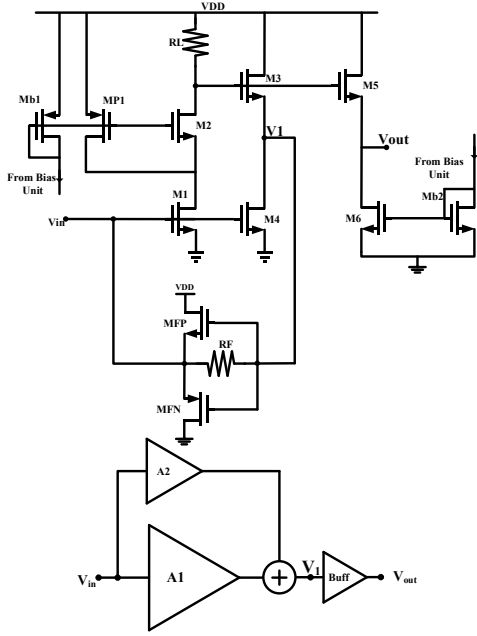 VDD
RL
M3
M5
Mb1
MP1
M2
V1
Vout
From Bias
Unit
From Bias
Unit
M1
M4
M6
Mb2
Vin
VDD
MFP
RF
MFN
A2
A1
V1
Vin
Buff
Vout